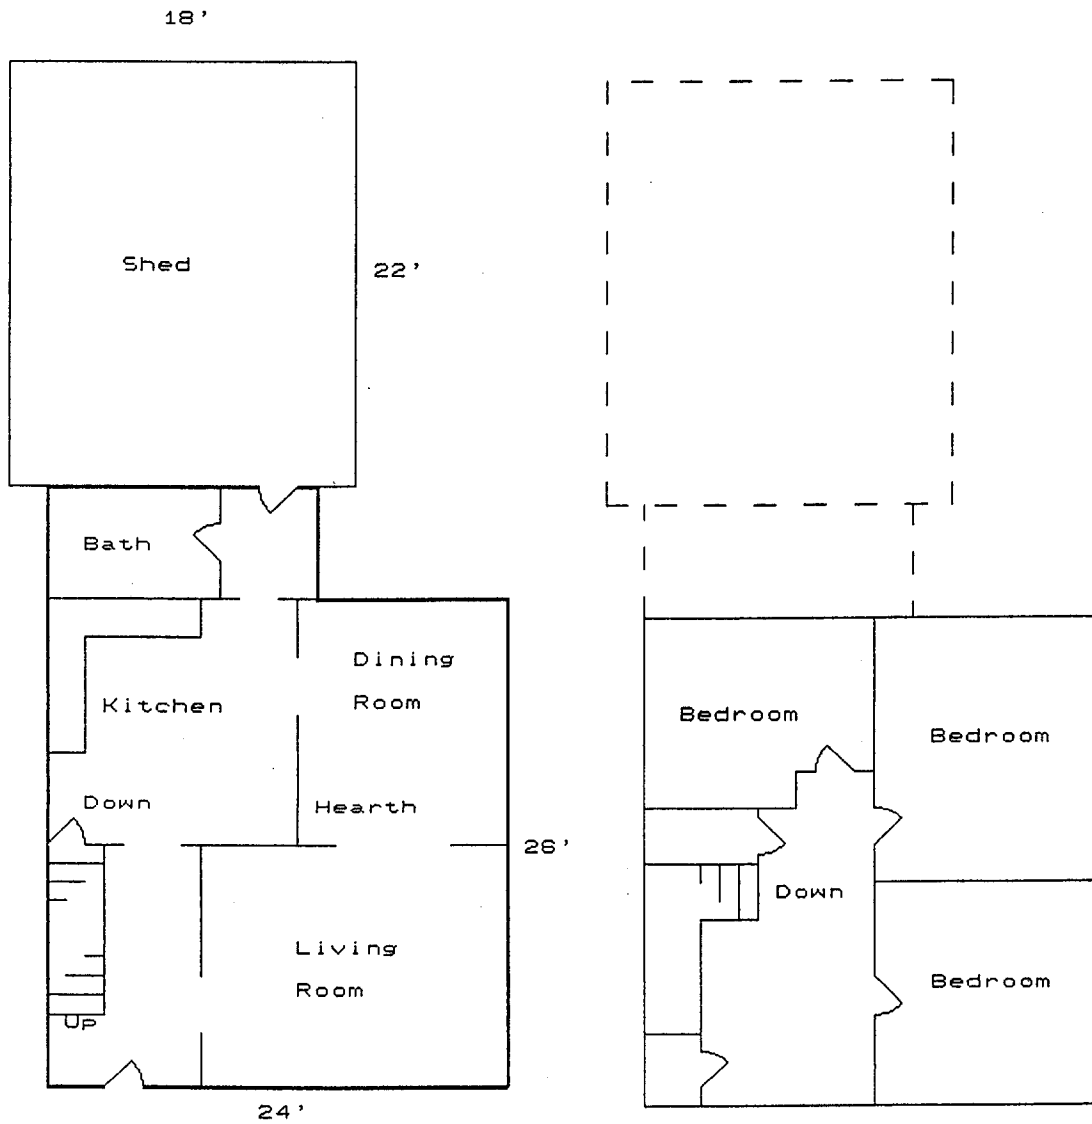 18'
Shed
22'
Bath
Dining
Room
Kitchen
Down
Hearth
26'
Living
Room
Up
24'
Bedroom
Bedroom
Down
Bedroom